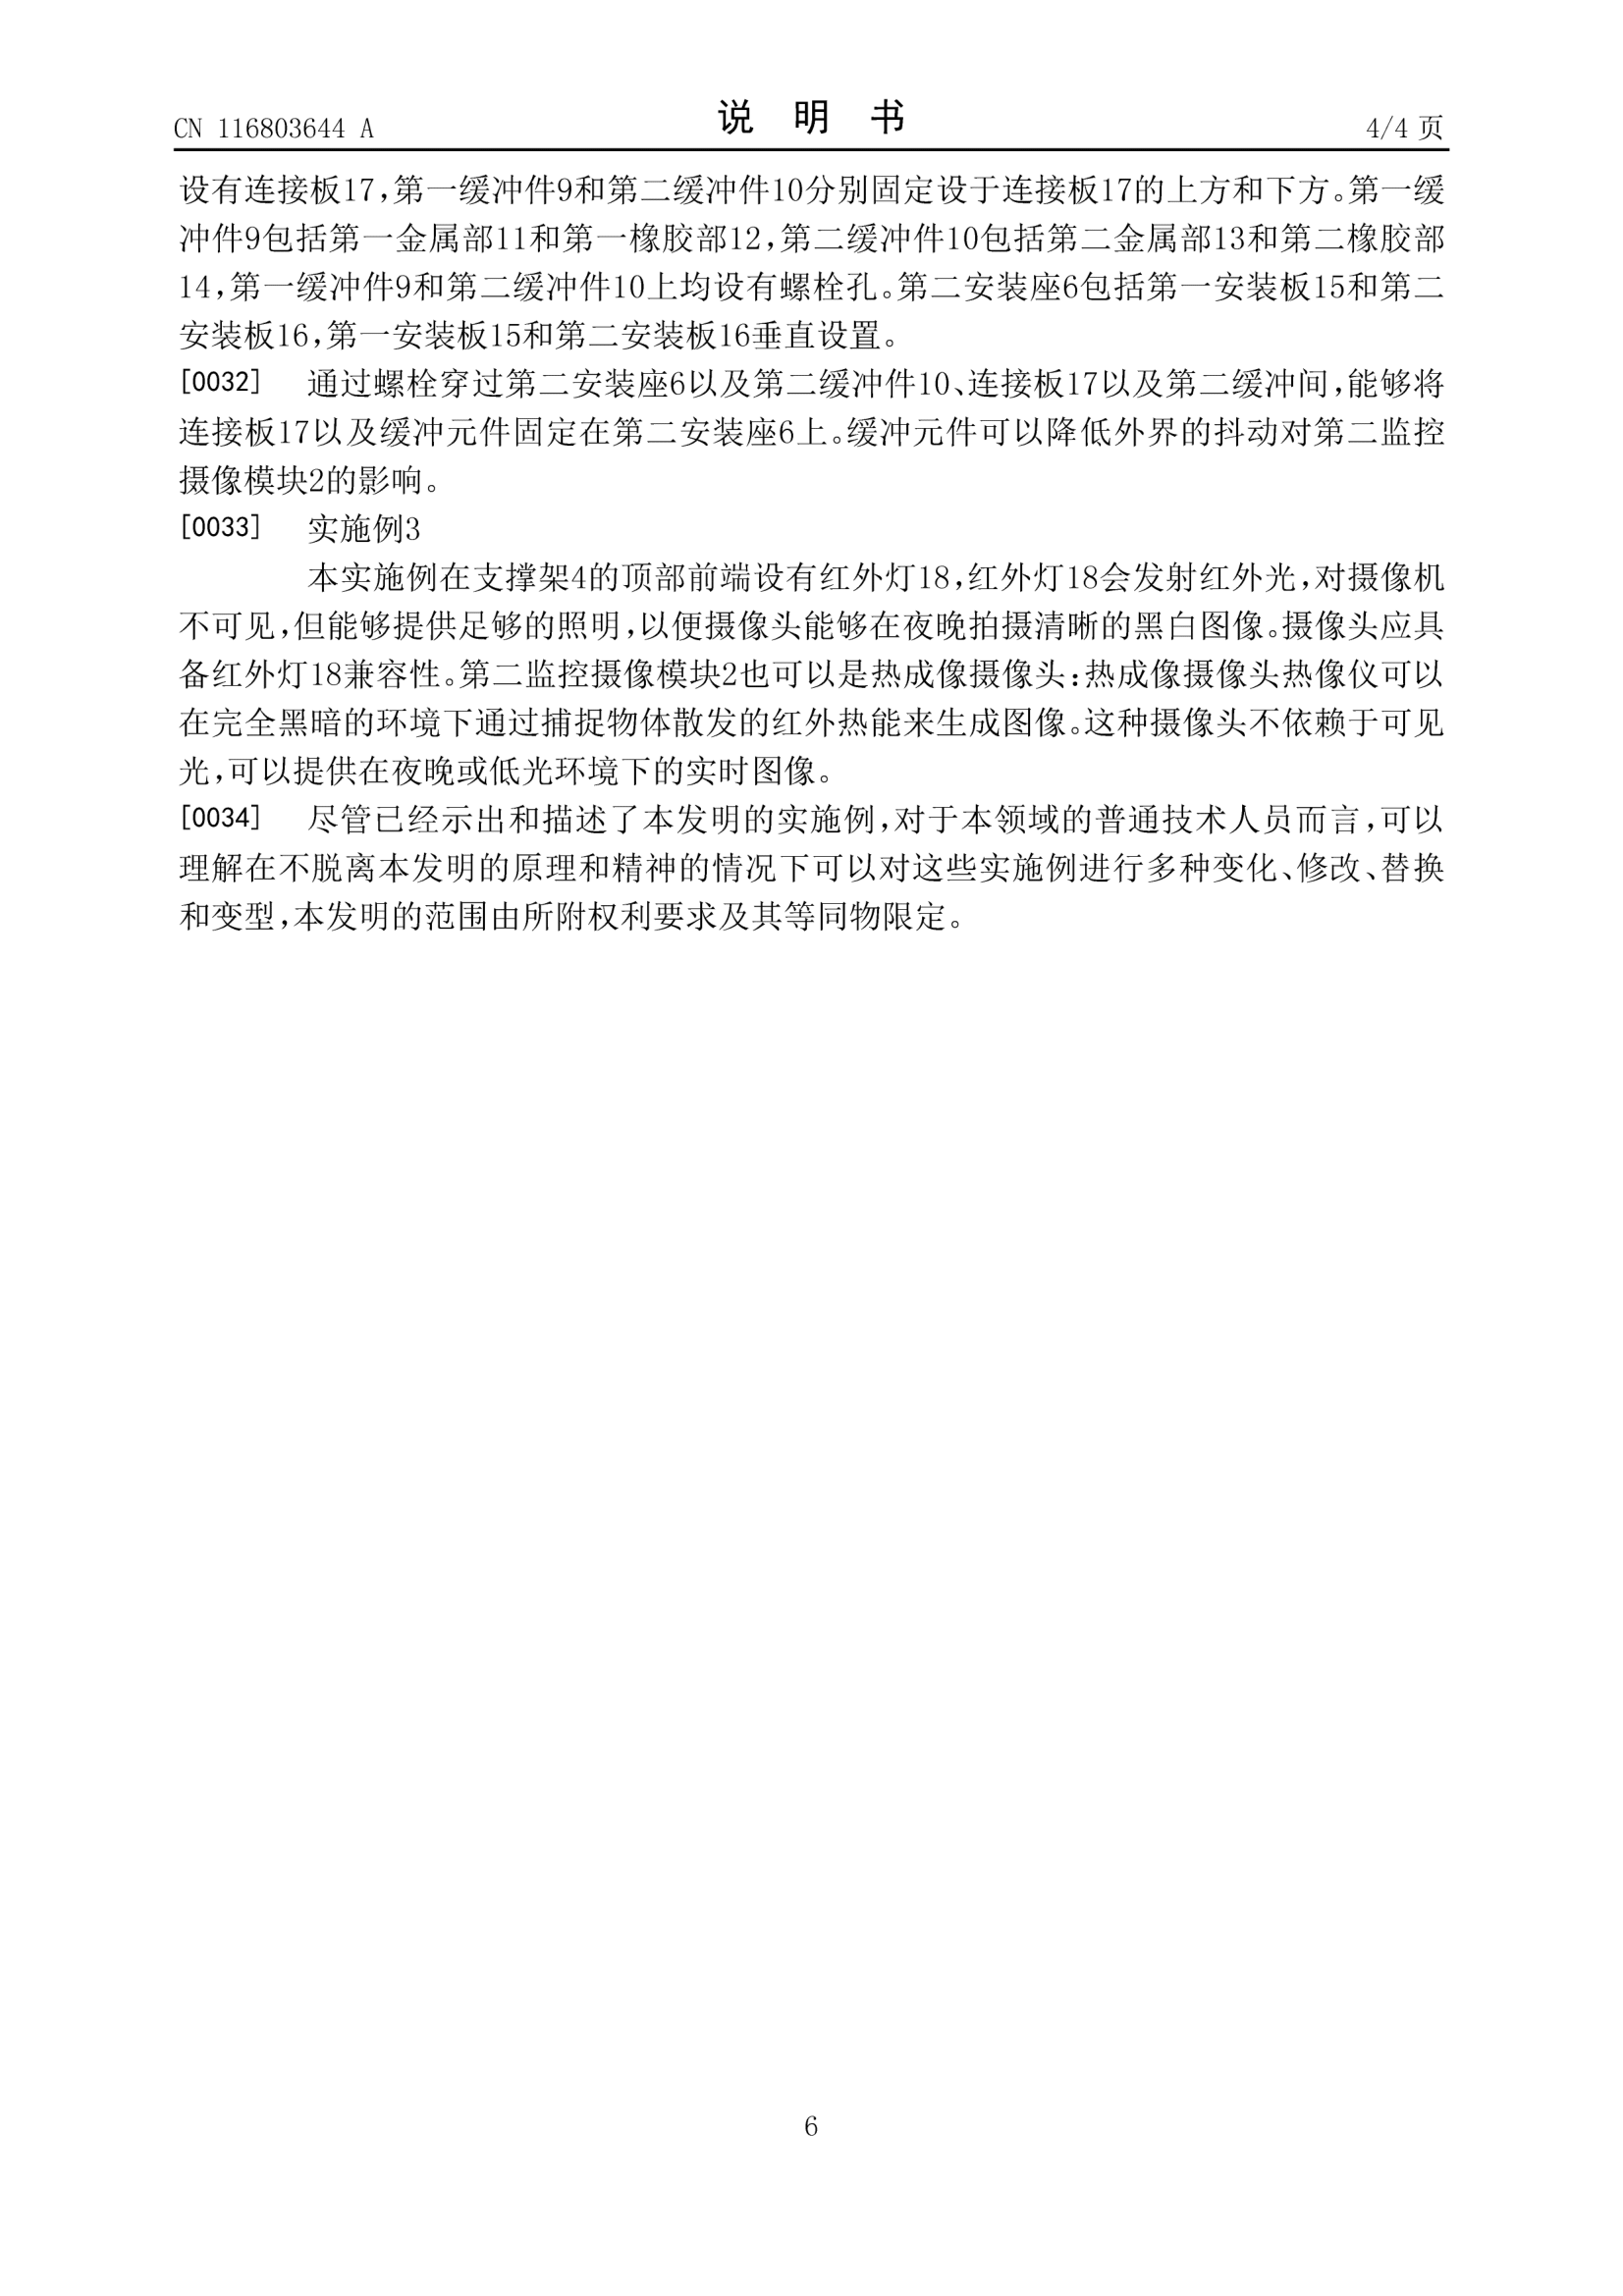 CN 116803644 A
说 明 书
4/4 页
设有连接板17,第一缓冲件9和第二缓冲件10分别固定设于连接板17的上方和下方。第一缓
冲件9包括第一金属部11和第一橡胶部12,第二缓冲件10包括第二金属部13和第二橡胶部
14,第一缓冲件9和第二缓冲件10上均设有螺栓孔。第二安装座6包括第一安装板15和第二
安装板16,第一安装板15和第二安装板16垂直设置。
[0032] 通过螺栓穿过第二安装座6以及第二缓冲件10、连接板17以及第二缓冲间,能够将
连接板17以及缓冲元件固定在第二安装座6上。缓冲元件可以降低外界的抖动对第二监控
摄像模块2的影响。
[0033] 实施例3
本实施例在支撑架4的顶部前端设有红外灯18,红外灯18会发射红外光,对摄像机
不可见,但能够提供足够的照明,以便摄像头能够在夜晚拍摄清晰的黑白图像。摄像头应具
备红外灯18兼容性。第二监控摄像模块2也可以是热成像摄像头:热成像摄像头热像仪可以
在完全黑暗的环境下通过捕捉物体散发的红外热能来生成图像。这种摄像头不依赖于可见
光,可以提供在夜晚或低光环境下的实时图像。
[0034] 尽管已经示出和描述了本发明的实施例,对于本领域的普通技术人员而言,可以
理解在不脱离本发明的原理和精神的情况下可以对这些实施例进行多种变化、修改、替换
和变型,本发明的范围由所附权利要求及其等同物限定。
6